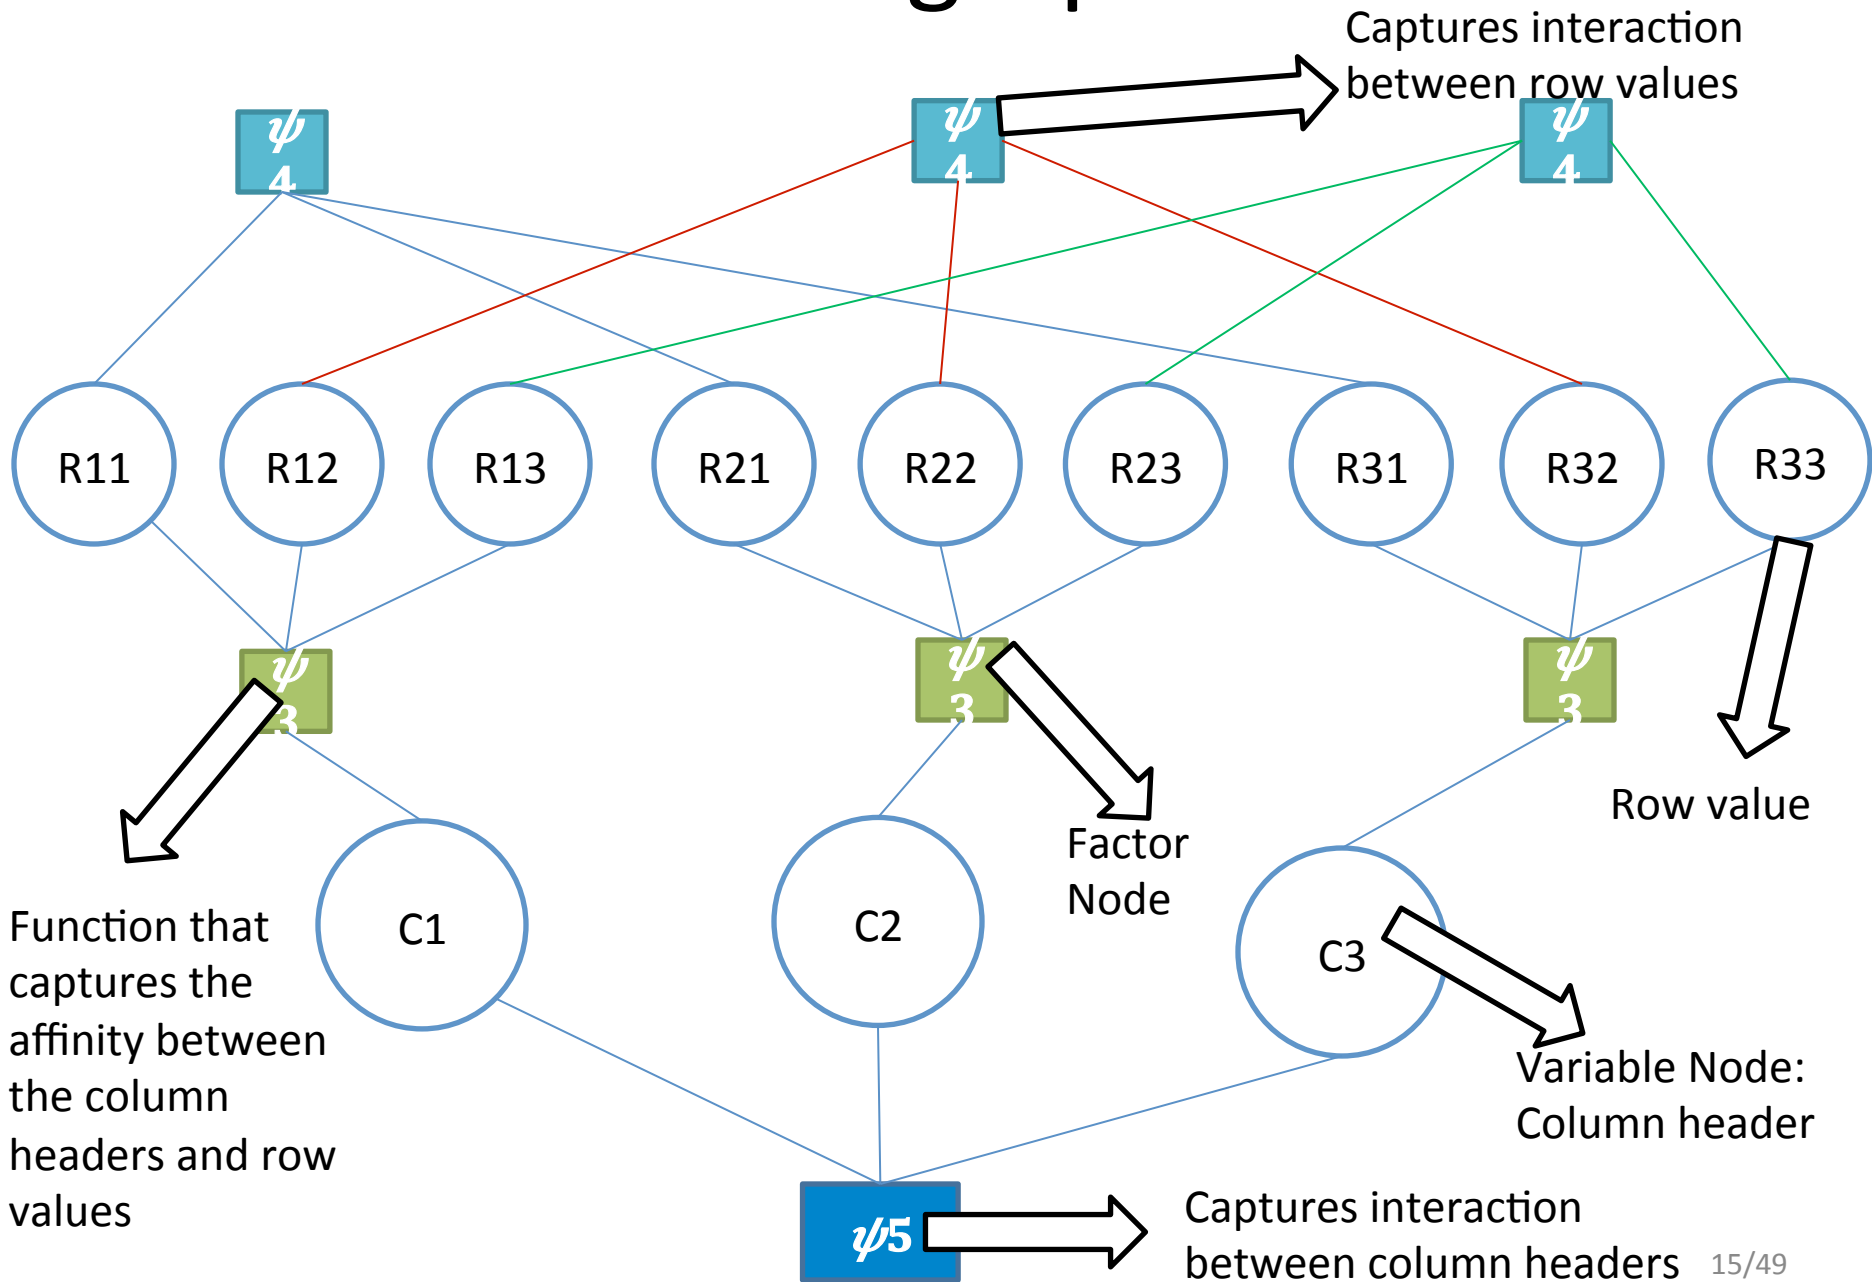 Captures interaction
between row values
ψ
4
ψ
4
ψ
4
R11
R12
R13
R21
R22
R23
R31
R32
R33
ψ
3
ψ
3
ψ
3
Row value
Factor
Node
C1
C2
C3
Function that
captures the
affinity between
the column
headers and row
values
Variable Node:
Column header
ψ5
Captures interaction
between column headers
15/49